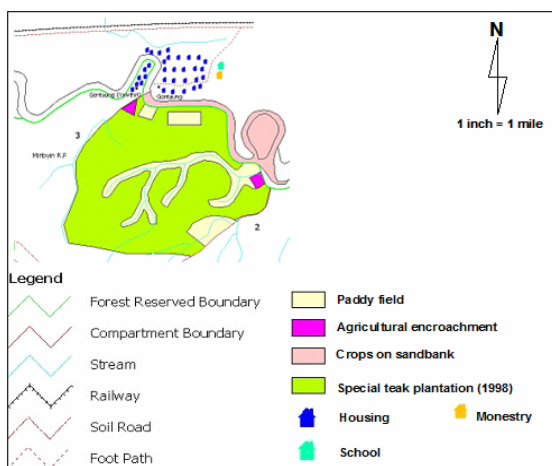 N
1 inch = 1 mile
Gontaung
3
2
Legend
Forest Reserved Boundary
Compartment Boundary
Stream
Railway
Soil Road
Foot Path
Paddy field
Agricultural encroachment
Crops on sandbank
Special teak plantation (1998)
Housing
Monestry
School